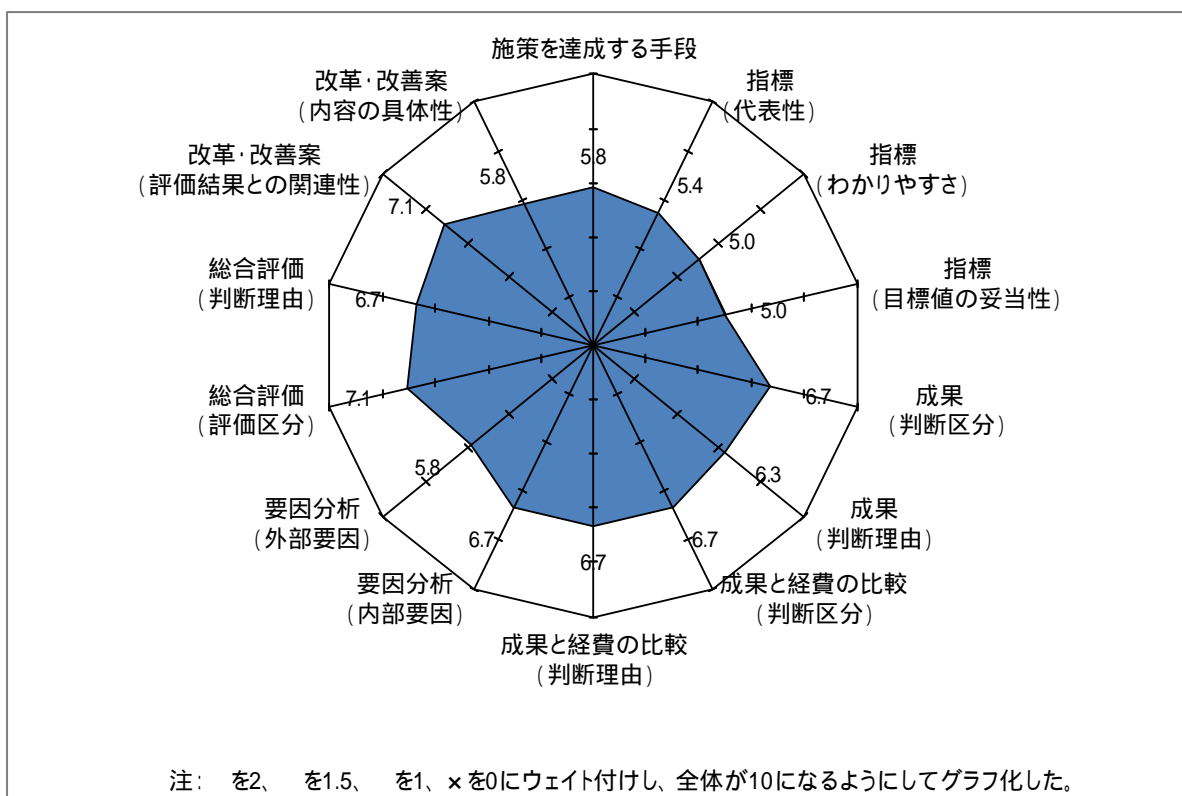 施策を達成する手段
5.8
指標
(代表性)
5.4
指標
(わかりやすさ)
5.0
指標
(目標値の妥当性)
5.0
成果
(判断区分)
6.7
成果
(判断理由)
6.3
成果と経費の比較
(判断区分)
6.7
成果と経費の比較
(判断理由)
6.7
要因分析
(内部要因)
6.7
要因分析
(外部要因)
5.8
総合評価
(評価区分)
7.1
総合評価
(判断理由)
6.7
改革・改善案
(評価結果との関連性)
7.1
改革・改善案
(内容の具体性)
5.8
注： を2、 を1.5、 を1、×を0にウェイト付けし、全体が10になるようにしてグラフ化した。